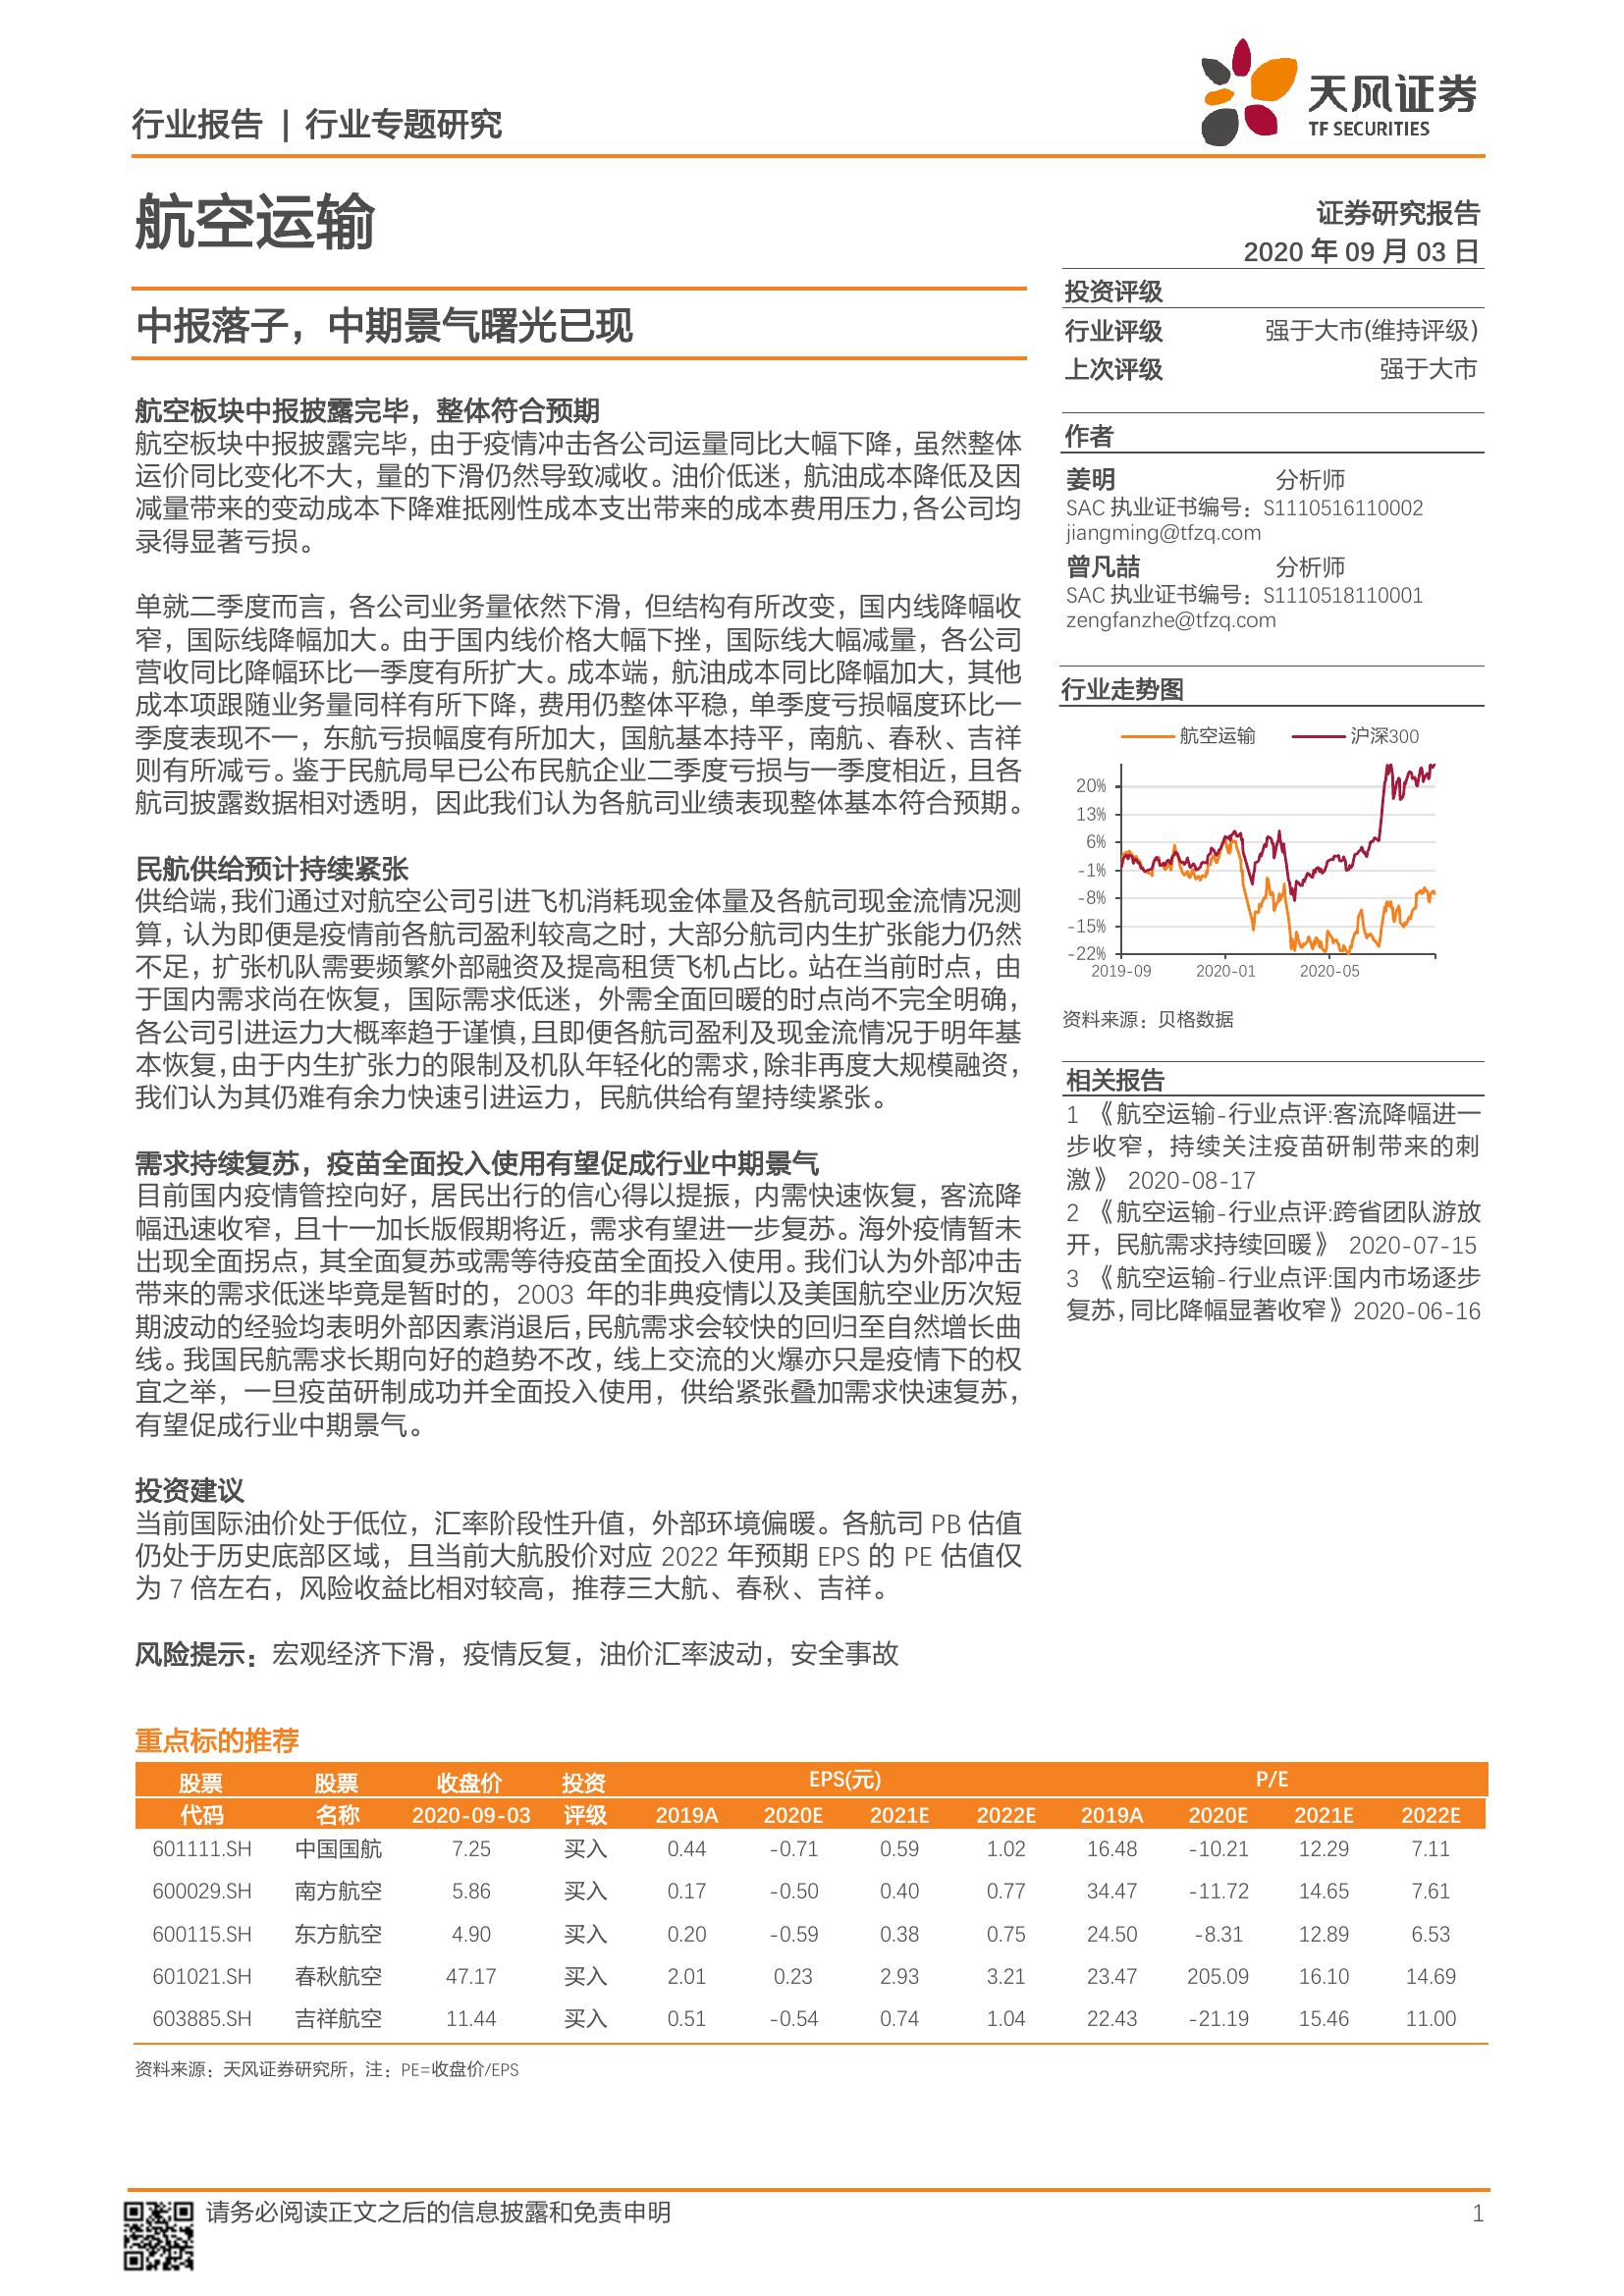 行业报告 | 行业专题研究
天风证券
TF SECURITIES
航空运输
证券研究报告
2020 年 09 月 03 日
中报落子，中期景气曙光已现
航空板块中报披露完毕，整体符合预期
航空板块中报披露完毕，由于疫情冲击各公司运量同比大幅下降，虽然整体
运价同比变化不大，量的下滑仍然导致减收。油价低迷，航油成本降低及因
减量带来的变动成本下降难抵刚性成本支出带来的成本费用压力，各公司均
录得显著亏损。
单就二季度而言，各公司业务量依然下滑，但结构有所改变，国内线降幅收
窄，国际线降幅加大。由于国内线价格大幅下挫，国际线大幅减量，各公司
营收同比降幅环比一季度有所扩大。成本端，航油成本同比降幅加大，其他
成本项跟随业务量同样有所下降，费用仍整体平稳，单季度亏损幅度环比一
季度表现不一，东航亏损幅度有所加大，国航基本持平，南航、春秋、吉祥
则有所减亏。鉴于民航局早已公布民航企业二季度亏损与一季度相近，且各
航司披露数据相对透明，因此我们认为各航司业绩表现整体基本符合预期。
民航供给预计持续紧张
供给端，我们通过对航空公司引进飞机消耗现金体量及各航司现金流情况测
算，认为即便是疫情前各航司盈利较高之时，大部分航司内生扩张能力仍然
不足，扩张机队需要频繁外部融资及提高租赁飞机占比。站在当前时点，由
于国内需求尚在恢复，国际需求低迷，外需全面回暖的时点尚不完全明确，
各公司引进运力大概率趋于谨慎，且即便各航司盈利及现金流情况于明年基
本恢复，由于内生扩张力的限制及机队年轻化的需求，除非再度大规模融资，
我们认为其仍难有余力快速引进运力，民航供给有望持续紧张。
需求持续复苏，疫苗全面投入使用有望促成行业中期景气
目前国内疫情管控向好，居民出行的信心得以提振，内需快速恢复，客流降
幅迅速收窄，且十一加长版假期将近，需求有望进一步复苏。海外疫情暂未
出现全面拐点，其全面复苏或需等待疫苗全面投入使用。我们认为外部冲击
带来的需求低迷毕竟是暂时的，2003 年的非典疫情以及美国航空业历次短
期波动的经验均表明外部因素消退后，民航需求会较快的回归至自然增长曲
线。我国民航需求长期向好的趋势不改，线上交流的火爆亦只是疫情下的权
宜之举，一旦疫苗研制成功并全面投入使用，供给紧张叠加需求快速复苏，
有望促成行业中期景气。
投资建议
当前国际油价处于低位，汇率阶段性升值，外部环境偏暖。各航司 PB 估值
仍处于历史底部区域，且当前大航股价对应 2022 年预期 EPS 的 PE 估值仅
为 7 倍左右，风险收益比相对较高，推荐三大航、春秋、吉祥。
风险提示：宏观经济下滑，疫情反复，油价汇率波动，安全事故
投资评级
行业评级 强于大市(维持评级)
上次评级 强于大市
作者
姜明 分析师
SAC 执业证书编号：S1110516110002
jiangming@tfzq.com
曾凡喆 分析师
SAC 执业证书编号：S1110518110001
zengfanzhe@tfzq.com
行业走势图
航空运输 沪深300
20%
13%
6%
-1%
-8%
-15%
-22%
2019-09 2020-01 2020-05
资料来源：贝格数据
相关报告
1 《航空运输-行业点评:客流降幅进一
步收窄，持续关注疫苗研制带来的刺
激》 2020-08-17
2 《航空运输-行业点评:跨省团队游放
开，民航需求持续回暖》 2020-07-15
3 《航空运输-行业点评:国内市场逐步
复苏，同比降幅显著收窄》2020-06-16
重点标的推荐
股票 股票 收盘价 投资 EPS(元) P/E
代码 名称 2020-09-03 评级 2019A 2020E 2021E 2022E 2019A 2020E 2021E 2022E
601111.SH 中国国航 7.25 买入 0.44 -0.71 0.59 1.02 16.48 -10.21 12.29 7.11
600029.SH 南方航空 5.86 买入 0.17 -0.50 0.40 0.77 34.47 -11.72 14.65 7.61
600115.SH 东方航空 4.90 买入 0.20 -0.59 0.38 0.75 24.50 -8.31 12.89 6.53
601021.SH 春秋航空 47.17 买入 2.01 0.23 2.93 3.21 23.47 205.09 16.10 14.69
603885.SH 吉祥航空 11.44 买入 0.51 -0.54 0.74 1.04 22.43 -21.19 15.46 11.00
资料来源：天风证券研究所，注：PE=收盘价/EPS
请务必阅读正文之后的信息披露和免责申明 1